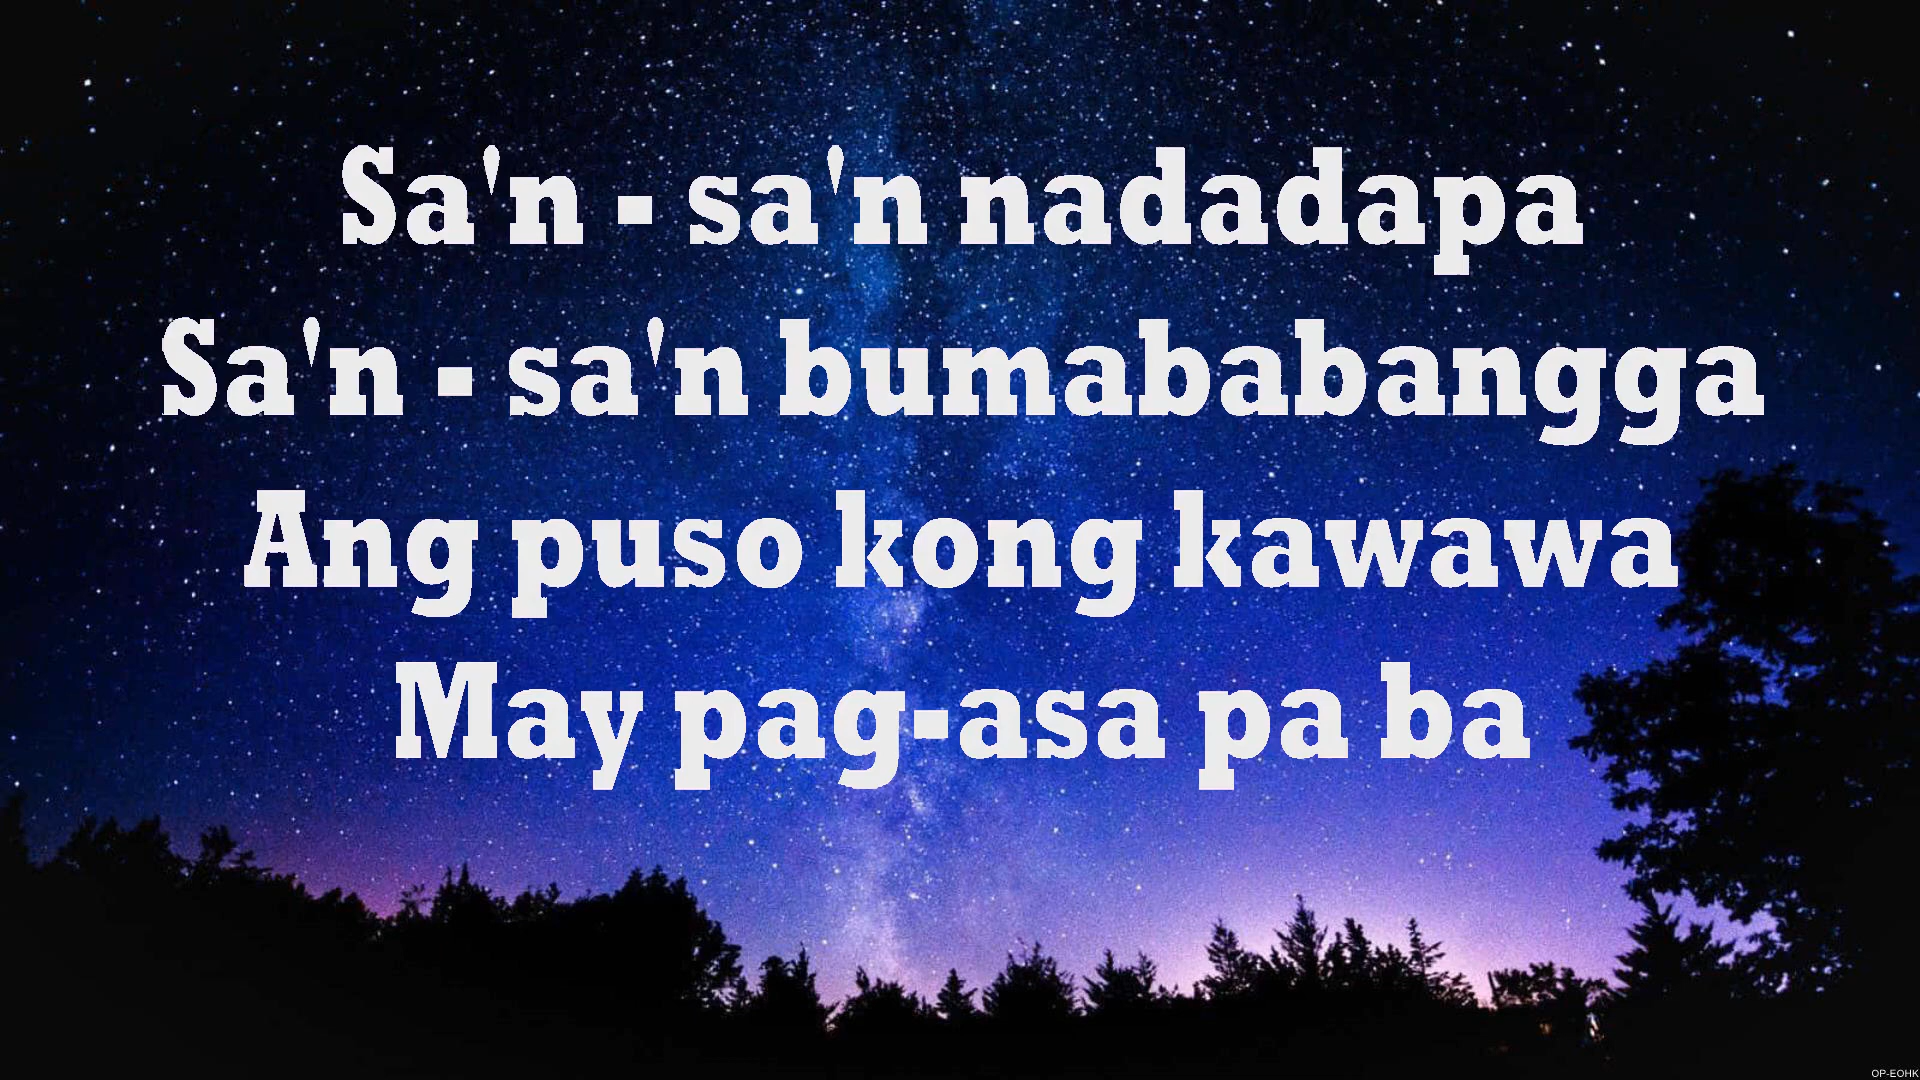 Sa'n - sa'n nadadapa
Sa'n - sa'n bumababangga
Ang puso kong kawawa
May pag-asa pa ba
OP-EOHK